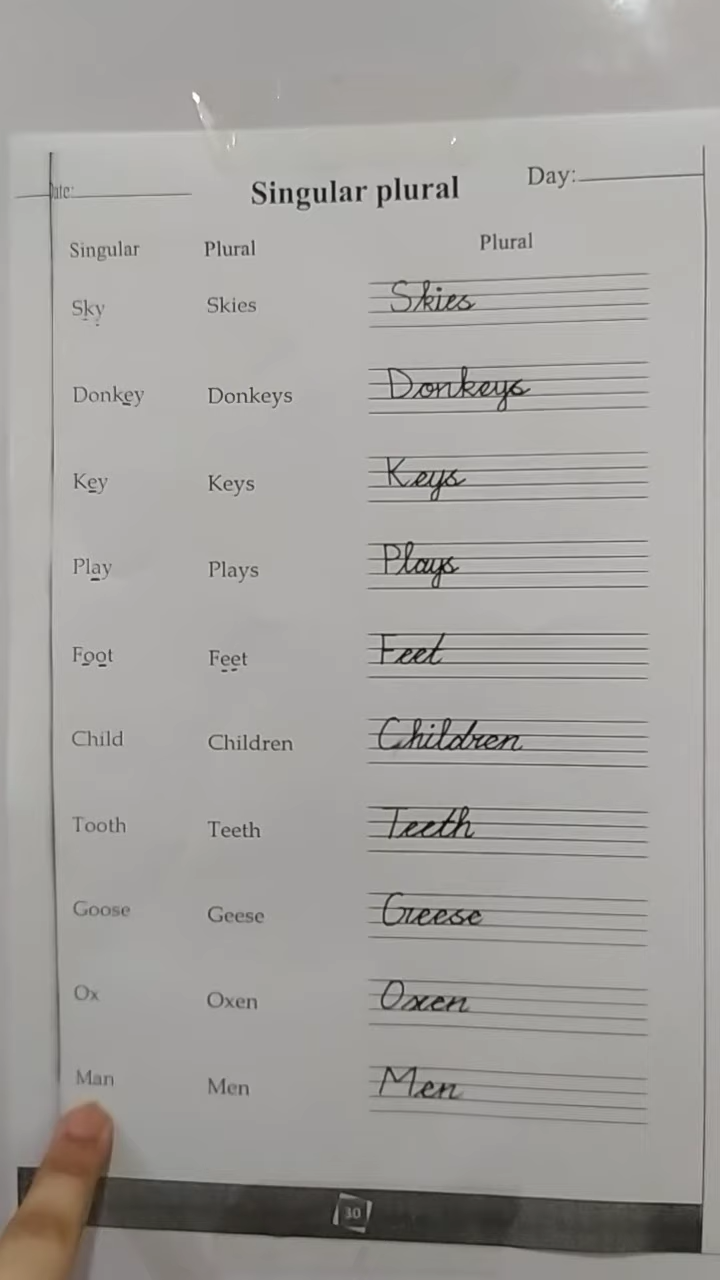 Date: Singular plural Day:
Singular Plural Plural
Sky Skies Skies
Donkey Donkeys Donkeys
Key Keys Keys
Play Plays Plays
Foot Feet Feet
Child Children Children
Tooth Teeth Teeth
Goose Geese Geese
Ox Oxen Oxen
Man Men Men
30